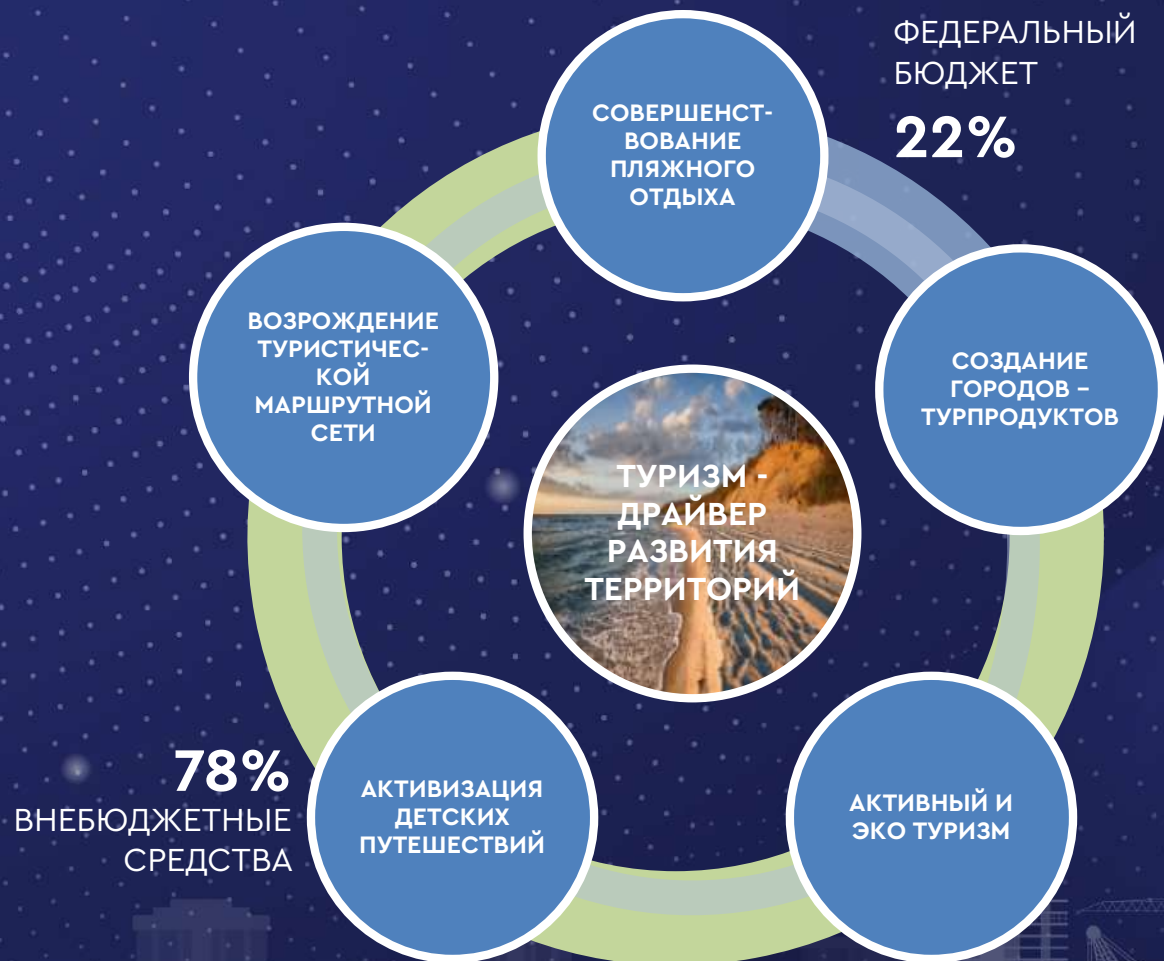 ФЕДЕРАЛЬНЫЙ
БЮДЖЕТ
22%
СОВЕРШЕНСТ-
ВОВАНИЕ
ПЛЯЖНОГО
ОТДЫХА
ВОЗРОЖДЕНИЕ
ТУРИСТИЧЕС-
КОЙ
МАРШРУТНОЙ
СЕТИ
СОЗДАНИЕ
ГОРОДОВ –
ТУРПРОДУКТОВ
ТУРИЗМ -
ДРАЙВЕР
РАЗВИТИЯ
ТЕРРИТОРИЙ
78%
ВНЕБЮДЖЕТНЫЕ
СРЕДСТВА
АКТИВИЗАЦИЯ
ДЕТСКИХ
ПУТЕШЕСТВИЙ
АКТИВНЫЙ И
ЭКО ТУРИЗМ